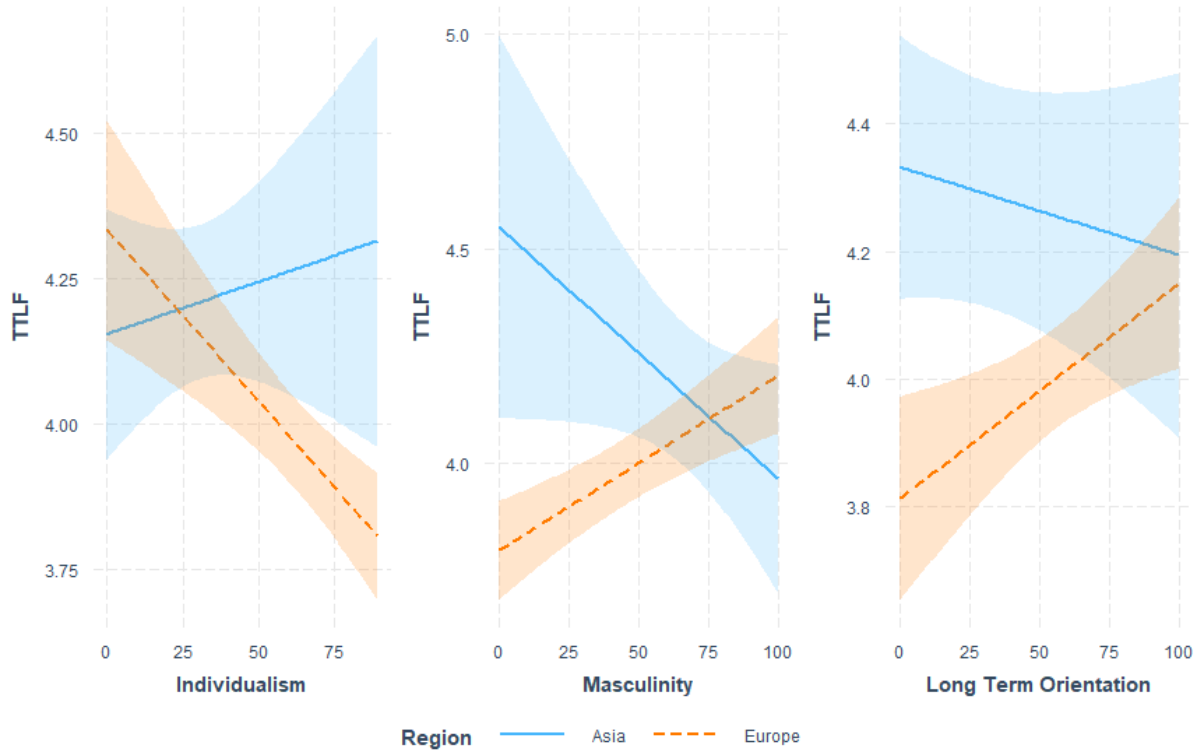 TTLF
4.50
4.25
4.00
3.75
0 25 50 75
Individualism
TTLF
5.0
4.5
4.0
0 25 50 75 100
Masculinity
TTLF
4.4
4.2
4.0
3.8
0 25 50 75 100
Long Term Orientation
Region Asia Europe